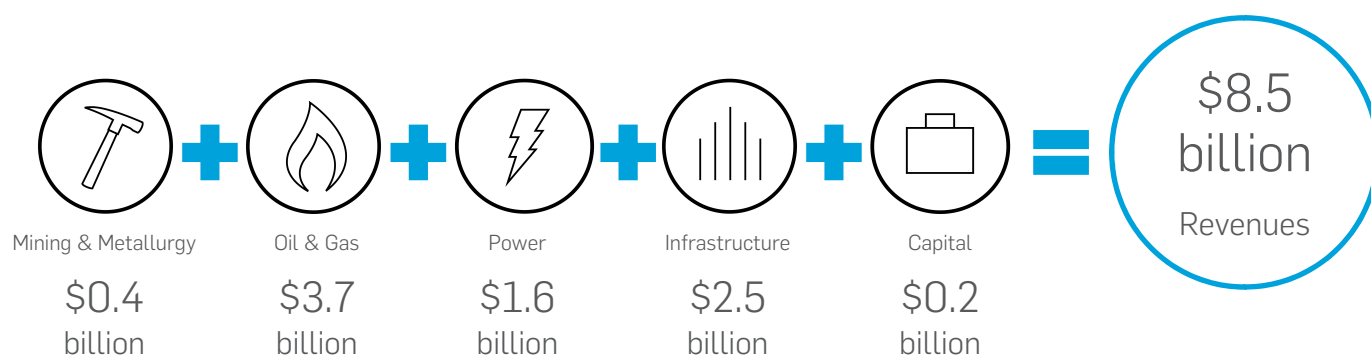 Mining & Metallurgy
$0.4
billion
Oil & Gas
$3.7
billion
Power
$1.6
billion
Infrastructure
$2.5
billion
Capital
$0.2
billion
$8.5
billion
Revenues